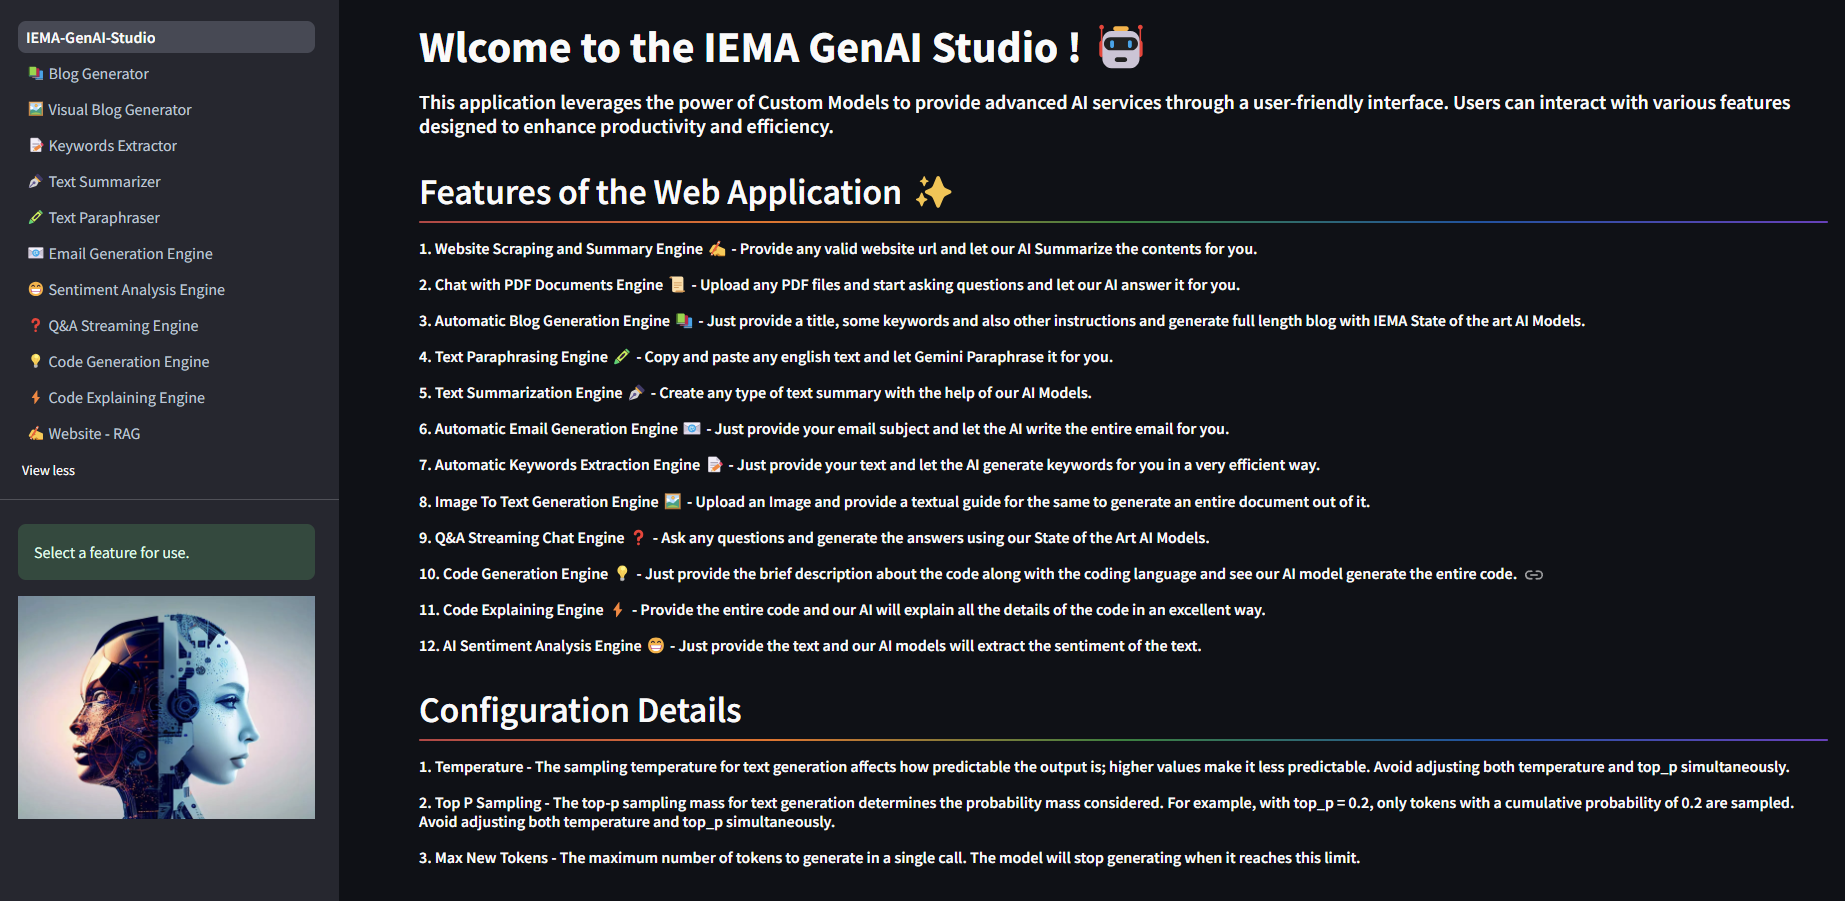 IEMA-GenAI-Studio
📚 Blog Generator
🖼️ Visual Blog Generator
📝 Keywords Extractor
🖋️ Text Summarizer
🖍️ Text Paraphraser
📧 Email Generation Engine
😁 Sentiment Analysis Engine
❓ Q&A Streaming Engine
💡 Code Generation Engine
⚡ Code Explaining Engine
✍️ Website - RAG
View less
Select a feature for use.
Wlcome to the IEMA GenAI Studio ! 🤖
This application leverages the power of Custom Models to provide advanced AI services through a user-friendly interface. Users can interact with various features
designed to enhance productivity and efficiency.
Features of the Web Application ✨
1. Website Scraping and Summary Engine ✍️ - Provide any valid website url and let our AI Summarize the contents for you.
2. Chat with PDF Documents Engine 📜 - Upload any PDF files and start asking questions and let our AI answer it for you.
3. Automatic Blog Generation Engine 📚 - Just provide a title, some keywords and also other instructions and generate full length blog with IEMA State of the art AI Models.
4. Text Paraphrasing Engine 🖍️ - Copy and paste any english text and let Gemini Paraphrase it for you.
5. Text Summarization Engine 🖋️ - Create any type of text summary with the help of our AI Models.
6. Automatic Email Generation Engine 📧 - Just provide your email subject and let the AI write the entire email for you.
7. Automatic Keywords Extraction Engine 📝 - Just provide your text and let the AI generate keywords for you in a very efficient way.
8. Image To Text Generation Engine 🖼️ - Upload an Image and provide a textual guide for the same to generate an entire document out of it.
9. Q&A Streaming Chat Engine ❓ - Ask any questions and generate the answers using our State of the Art AI Models.
10. Code Generation Engine 💡 - Just provide the brief description about the code along with the coding language and see our AI model generate the entire code.
11. Code Explaining Engine ⚡ - Provide the entire code and our AI will explain all the details of the code in an excellent way.
12. AI Sentiment Analysis Engine 😁 - Just provide the text and our AI models will extract the sentiment of the text.
Configuration Details
1. Temperature - The sampling temperature for text generation affects how predictable the output is; higher values make it less predictable. Avoid adjusting both temperature and top_p simultaneously.
2. Top P Sampling - The top-p sampling mass for text generation determines the probability mass considered. For example, with top_p = 0.2, only tokens with a cumulative probability of 0.2 are sampled.
Avoid adjusting both temperature and top_p simultaneously.
3. Max New Tokens - The maximum number of tokens to generate in a single call. The model will stop generating when it reaches this limit.